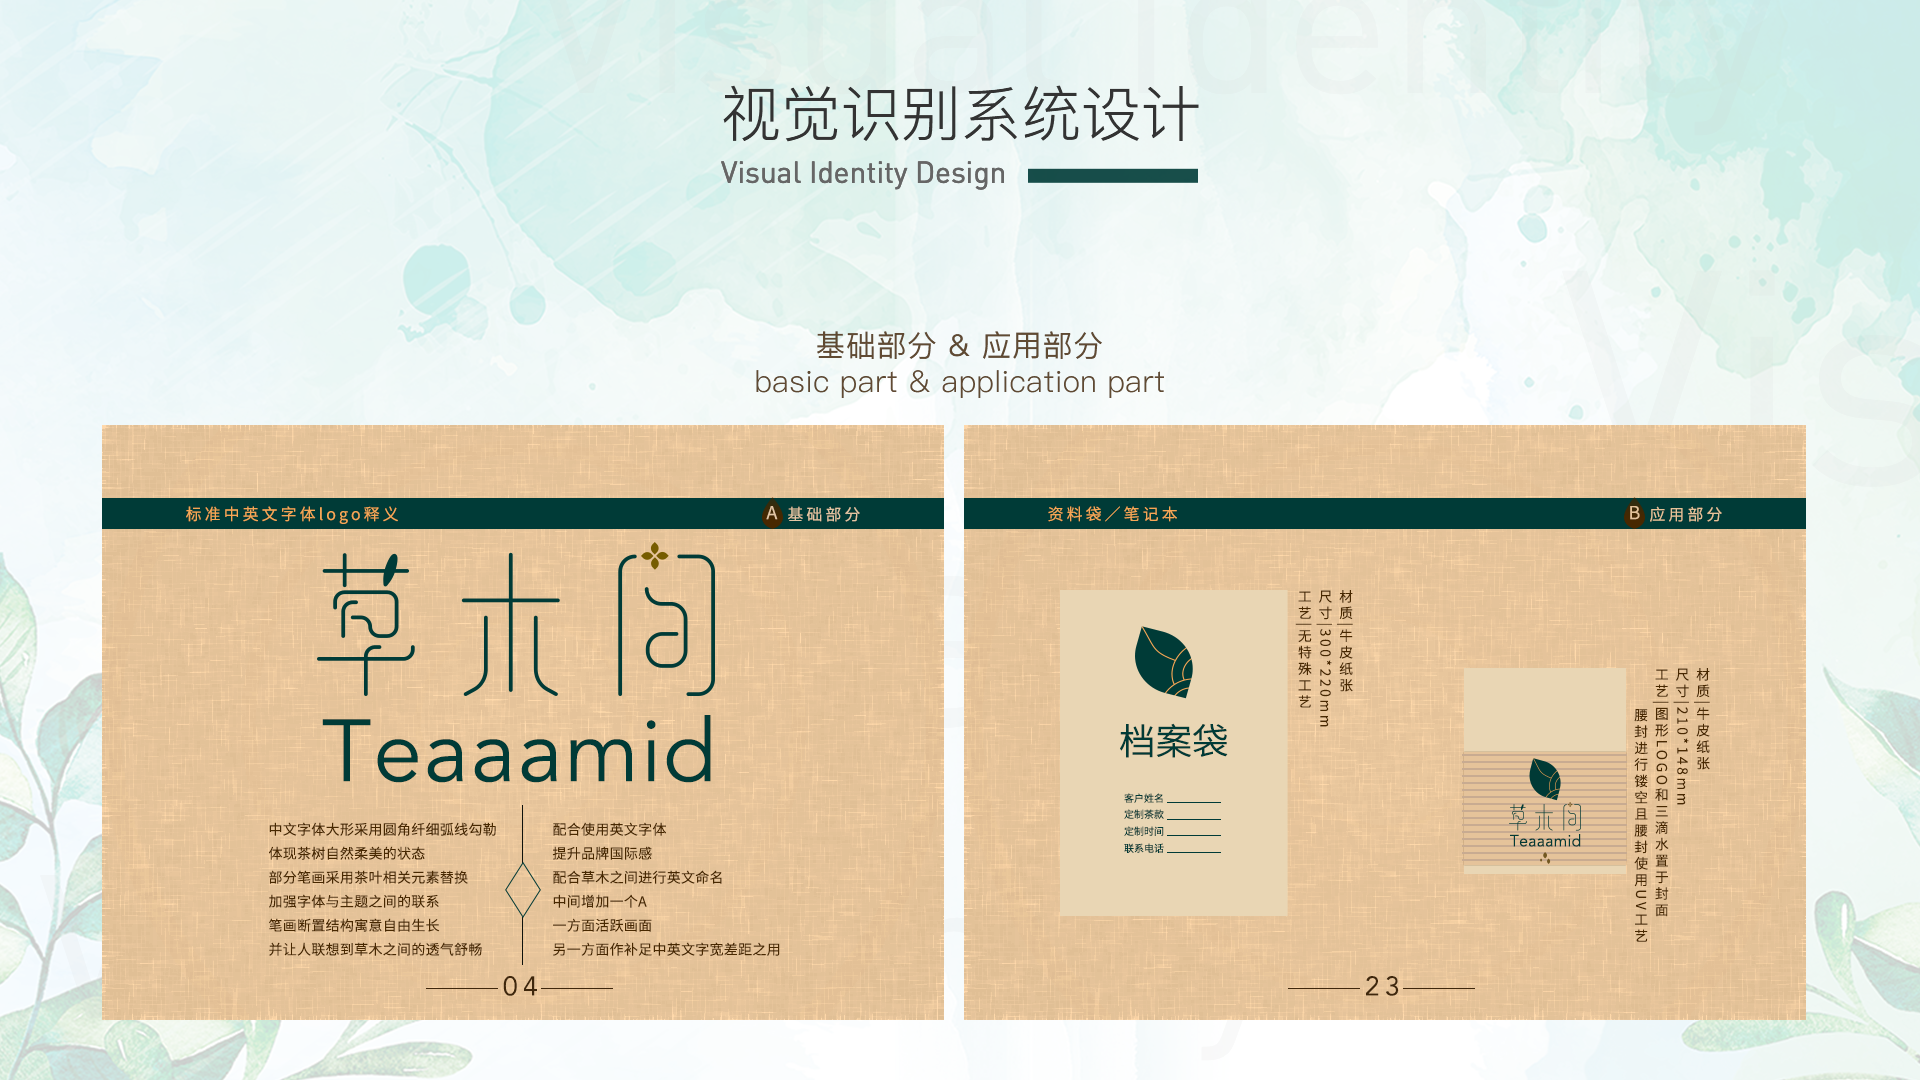 视觉识别系统设计
Visual Identity Design
基础部分 & 应用部分
basic part & application part
标准中英文字体logo释义
A 基础部分
草木间
Teaaamid
中文字体大形采用圆角纤细弧线勾勒
体现茶树自然柔美的状态
部分笔画采用茶叶相关元素替换
加强字体与主题之间的联系
笔画断置结构寓意自由生长
并让人联想到草木之间的透气舒畅
配合使用英文字体
提升品牌国际感
配合草木之间进行英文命名
中间增加一个A
一方面活跃画面
另一方面作补足中英文字宽差距之用
04
资料袋／笔记本
B 应用部分
档案袋
客户姓名
定制茶款
定制时间
联系电话
材质|牛皮纸张
尺寸|300*220mm
工艺|无特殊工艺
草木间
Teaaamid
材质|牛皮纸张
尺寸|210*148mm
工艺|图形LOGO和三滴水置于封面
腰封进行镂空且腰封使用UV工艺
23
Visual Identity
Vis